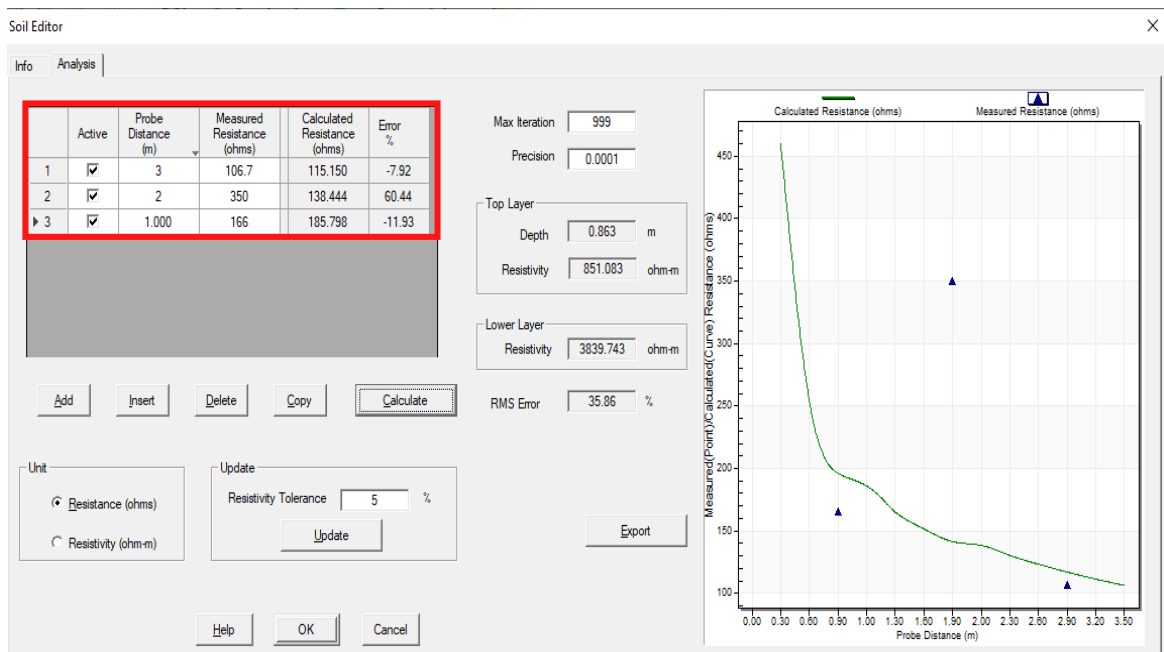 Soil Editor
Info Analysis
Active Probe Distance (m) Measured Resistance (ohms) Calculated Resistance (ohms) Error %
1 3 106.7 115.150 -7.92
2 2 350 138.444 60.44
3 1.000 166 185.798 -11.93
Add Insert Delete Copy Calculate
Unit
Resistance (ohms)
Resistivity (ohm-m)
Update
Resistivity Tolerance 5 %
Update
Help OK Cancel
Max Iteration 999
Precision 0.0001
Top Layer
Depth 0.863 m
Resistivity 851.083 ohm-m
Lower Layer
Resistivity 3839.743 ohm-m
RMS Error 35.86 %
Export
Calculated Resistance (ohms) Measured Resistance (ohms)
Measured(Point)/Calculated(Curve) Resistance (ohms)
450
400
350
300
250
200
150
100
0.00 0.30 0.60 0.90 1.00 1.30 1.60 1.90 2.00 2.30 2.60 2.90 3.20 3.50
Probe Distance (m)